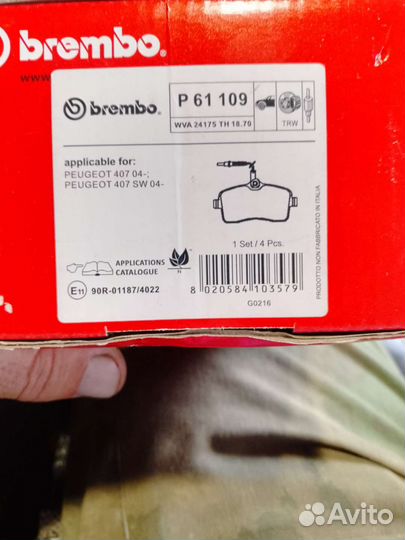 brembo
www.
brembo.
P 61 109
WVA 24175 TH 18.70
TRW
applicable for:
PEUGEOT 407 04-;
PEUGEOT 407 SW 04-
1 Set / 4 Pcs.
APPLICATIONS
CATALOGUE
E11 90R-01187/4022
8 020584 103579
G0216
PRODOTTO NON FABBRICATO IN ITALIA
Avito